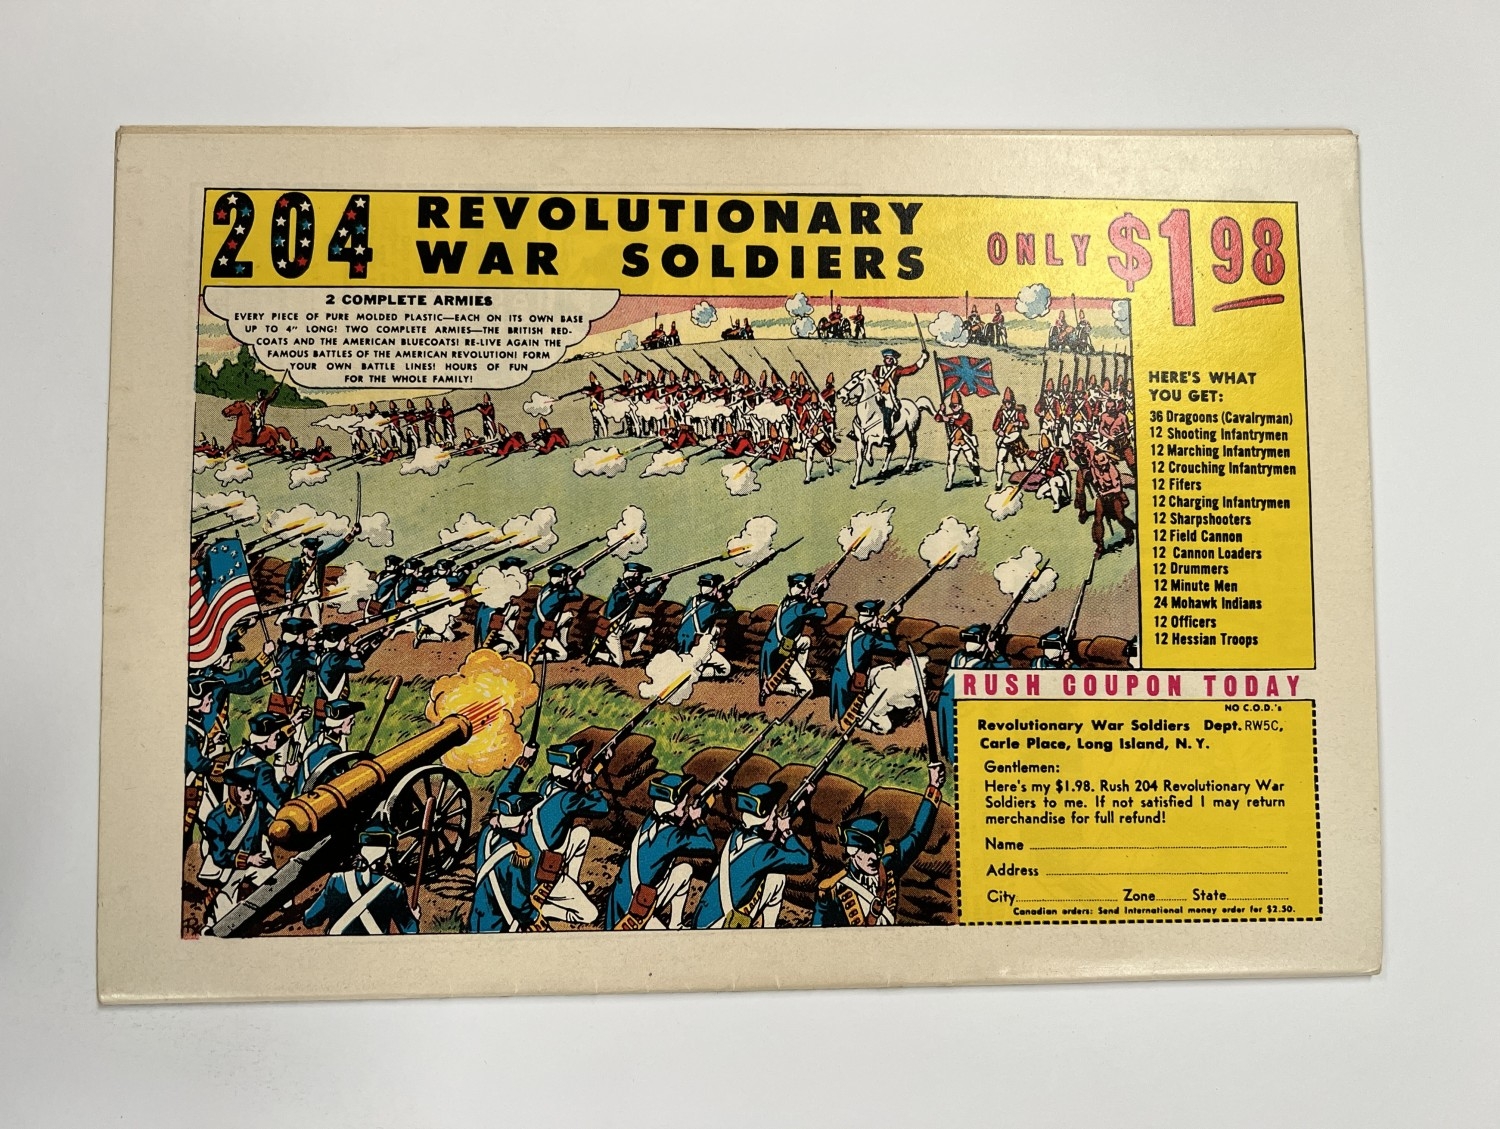 204 REVOLUTIONARY
WAR SOLDIERS
ONLY $1.98
2 COMPLETE ARMIES
EVERY PIECE OF PURE MOLDED PLASTIC—EACH ON ITS OWN BASE
UP TO 4" LONG! TWO COMPLETE ARMIES—THE BRITISH RED-
COATS AND THE AMERICAN BLUECOATS! RE-LIVE AGAIN THE
FAMOUS BATTLES OF THE AMERICAN REVOLUTION! FORM
YOUR OWN BATTLE LINES! HOURS OF FUN
FOR THE WHOLE FAMILY!
HERE'S WHAT
YOU GET:
36 Dragoons (Cavalryman)
12 Shooting Infantrymen
12 Marching Infantrymen
12 Crouching Infantrymen
12 Fifers
12 Charging Infantrymen
12 Sharpshooters
12 Field Cannon
12 Cannon Loaders
12 Drummers
12 Minute Men
24 Mohawk Indians
12 Officers
12 Hessian Troops
RUSH COUPON TODAY
NO C.O.D.'s
Revolutionary War Soldiers Dept. RW5C,
Carle Place, Long Island, N. Y.
Gentlemen:
Here's my $1.98. Rush 204 Revolutionary War
Soldiers to me. If not satisfied I may return
merchandise for full refund!
Name
Address
City Zone State
Canadian orders: Send International money order for $2.50.